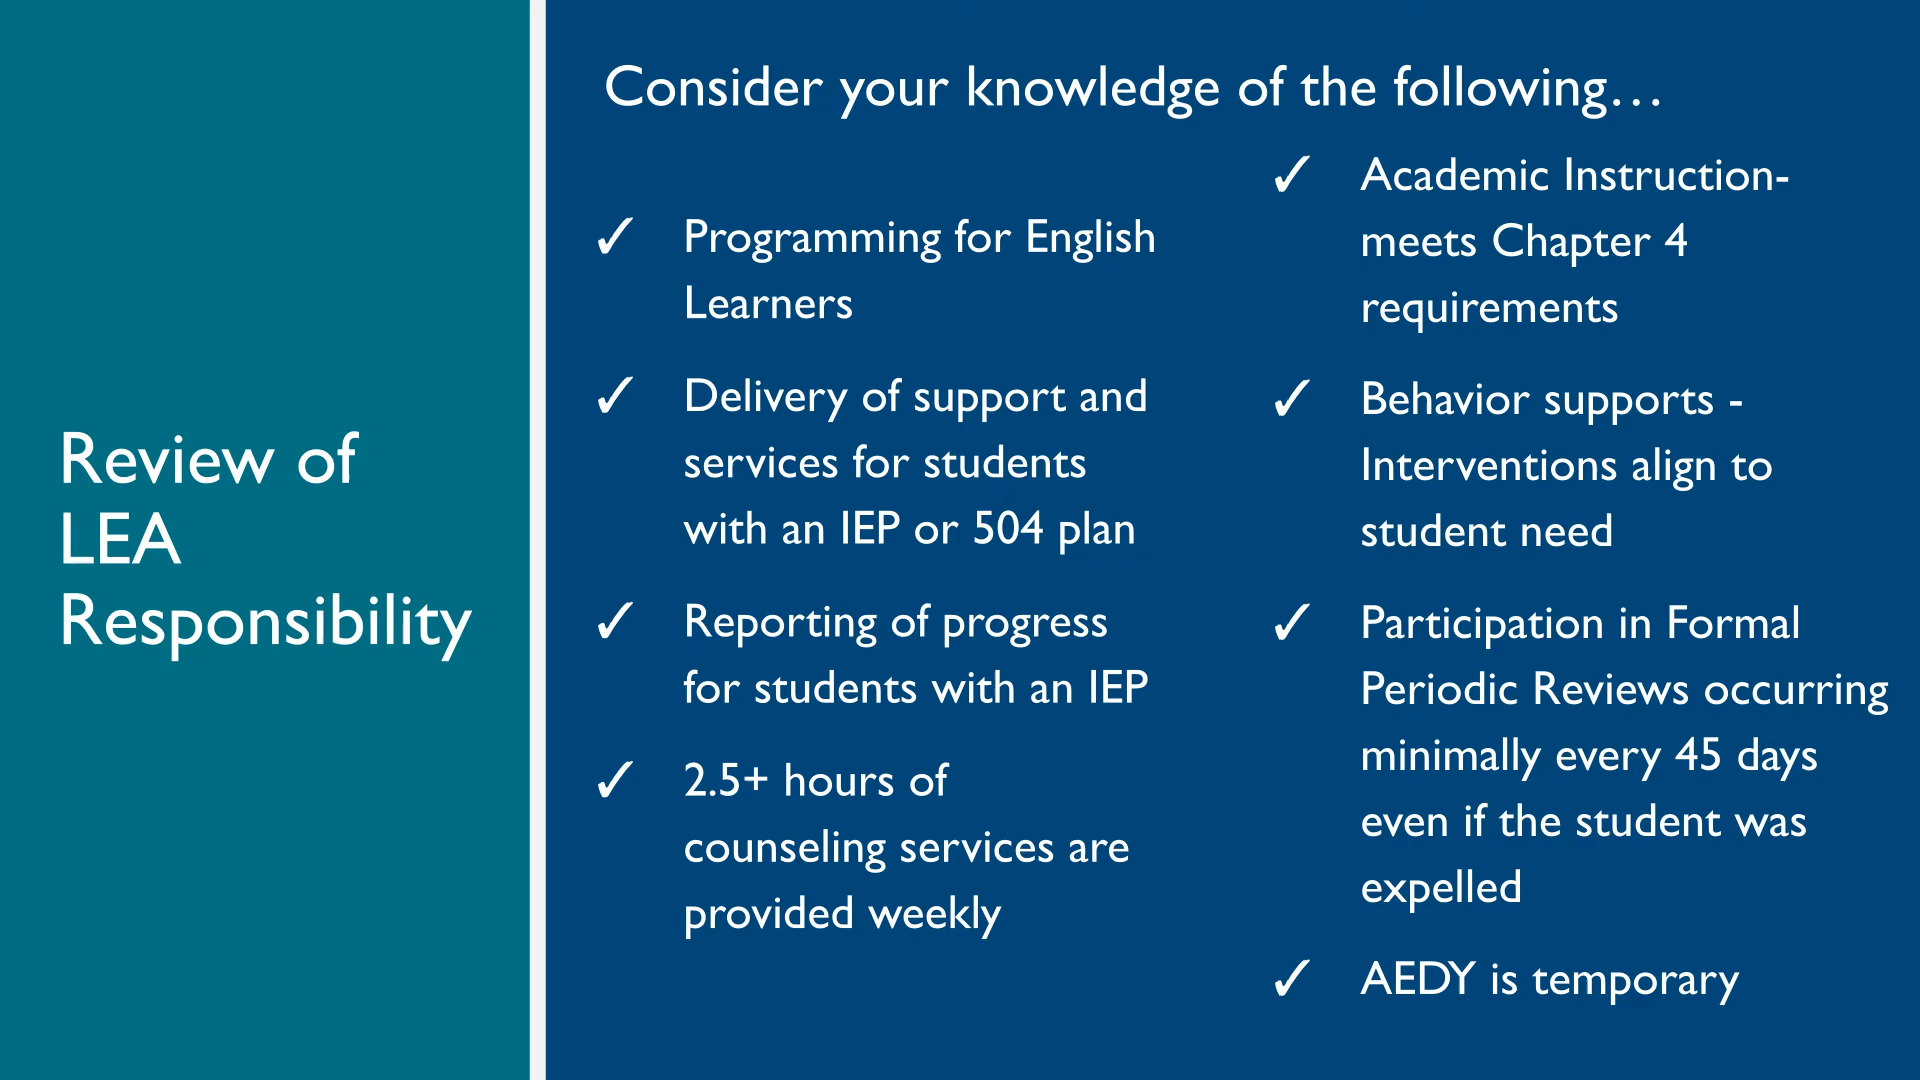 Review of
LEA
Responsibility
Consider your knowledge of the following…
✓ Programming for English
Learners
✓ Delivery of support and
services for students
with an IEP or 504 plan
✓ Reporting of progress
for students with an IEP
✓ 2.5+ hours of
counseling services are
provided weekly
✓ Academic Instruction-
meets Chapter 4
requirements
✓ Behavior supports -
Interventions align to
student need
✓ Participation in Formal
Periodic Reviews occurring
minimally every 45 days
even if the student was
expelled
✓ AEDY is temporary